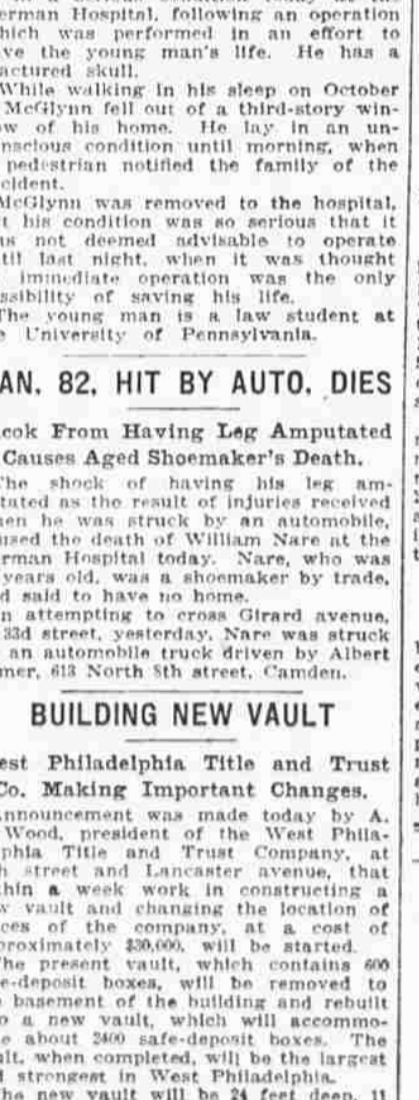 erman Hospital, following an operation
hich was performed in an effort to
ve the young man's life. He has a
actured skull.
While walking in his sleep on October
McGlynn fell out of a third-story win-
ow of his home. He lay in an un-
nscious condition until morning, when
pedestrian notified the family of the
cident.
McGlynn was removed to the hospital,
t his condition was so serious that it
as not deemed advisable to operate
til last night, when it was thought
immediate operation was the only
ssibility of saving his life.
The young man is a law student at
e University of Pennsylvania.
AN, 82, HIT BY AUTO, DIES
cok From Having Leg Amputated
Causes Aged Shoemaker's Death.
The shock of having his leg am-
tated as the result of injuries received
hen he was struck by an automobile,
used the death of William Nare at the
rman Hospital today. Nare, who was
years old, was a shoemaker by trade,
d said to have no home.
n attempting to cross Girard avenue,
33d street, yesterday, Nare was struck
an automobile truck driven by Albert
mer, 613 North 8th street, Camden.
BUILDING NEW VAULT
est Philadelphia Title and Trust
Co. Making Important Changes.
Announcement was made today by A.
Wood, president of the West Phila-
phia Title and Trust Company, at
h street and Lancaster avenue, that
thin a week work in constructing a
w vault and changing the location of
ces of the company, at a cost of
proximately $30,000, will be started.
The present vault, which contains 600
e-deposit boxes, will be removed to
basement of the building and rebuilt
o a new vault, which will accommo-
e about 2400 safe-deposit boxes. The
ult, when completed, will be the largest
d strongest in West Philadelphia.
The new vault will be 24 feet deep, 11